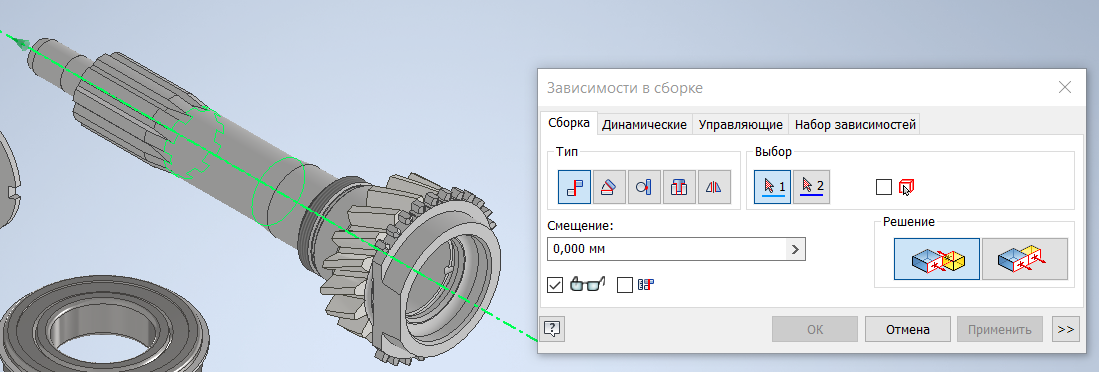 Зависимости в сборке
Сборка Динамические Управляющие Набор зависимостей
Тип Выбор
1 2
Смещение: Решение
0,000 мм
? ОК Отмена Применить >>